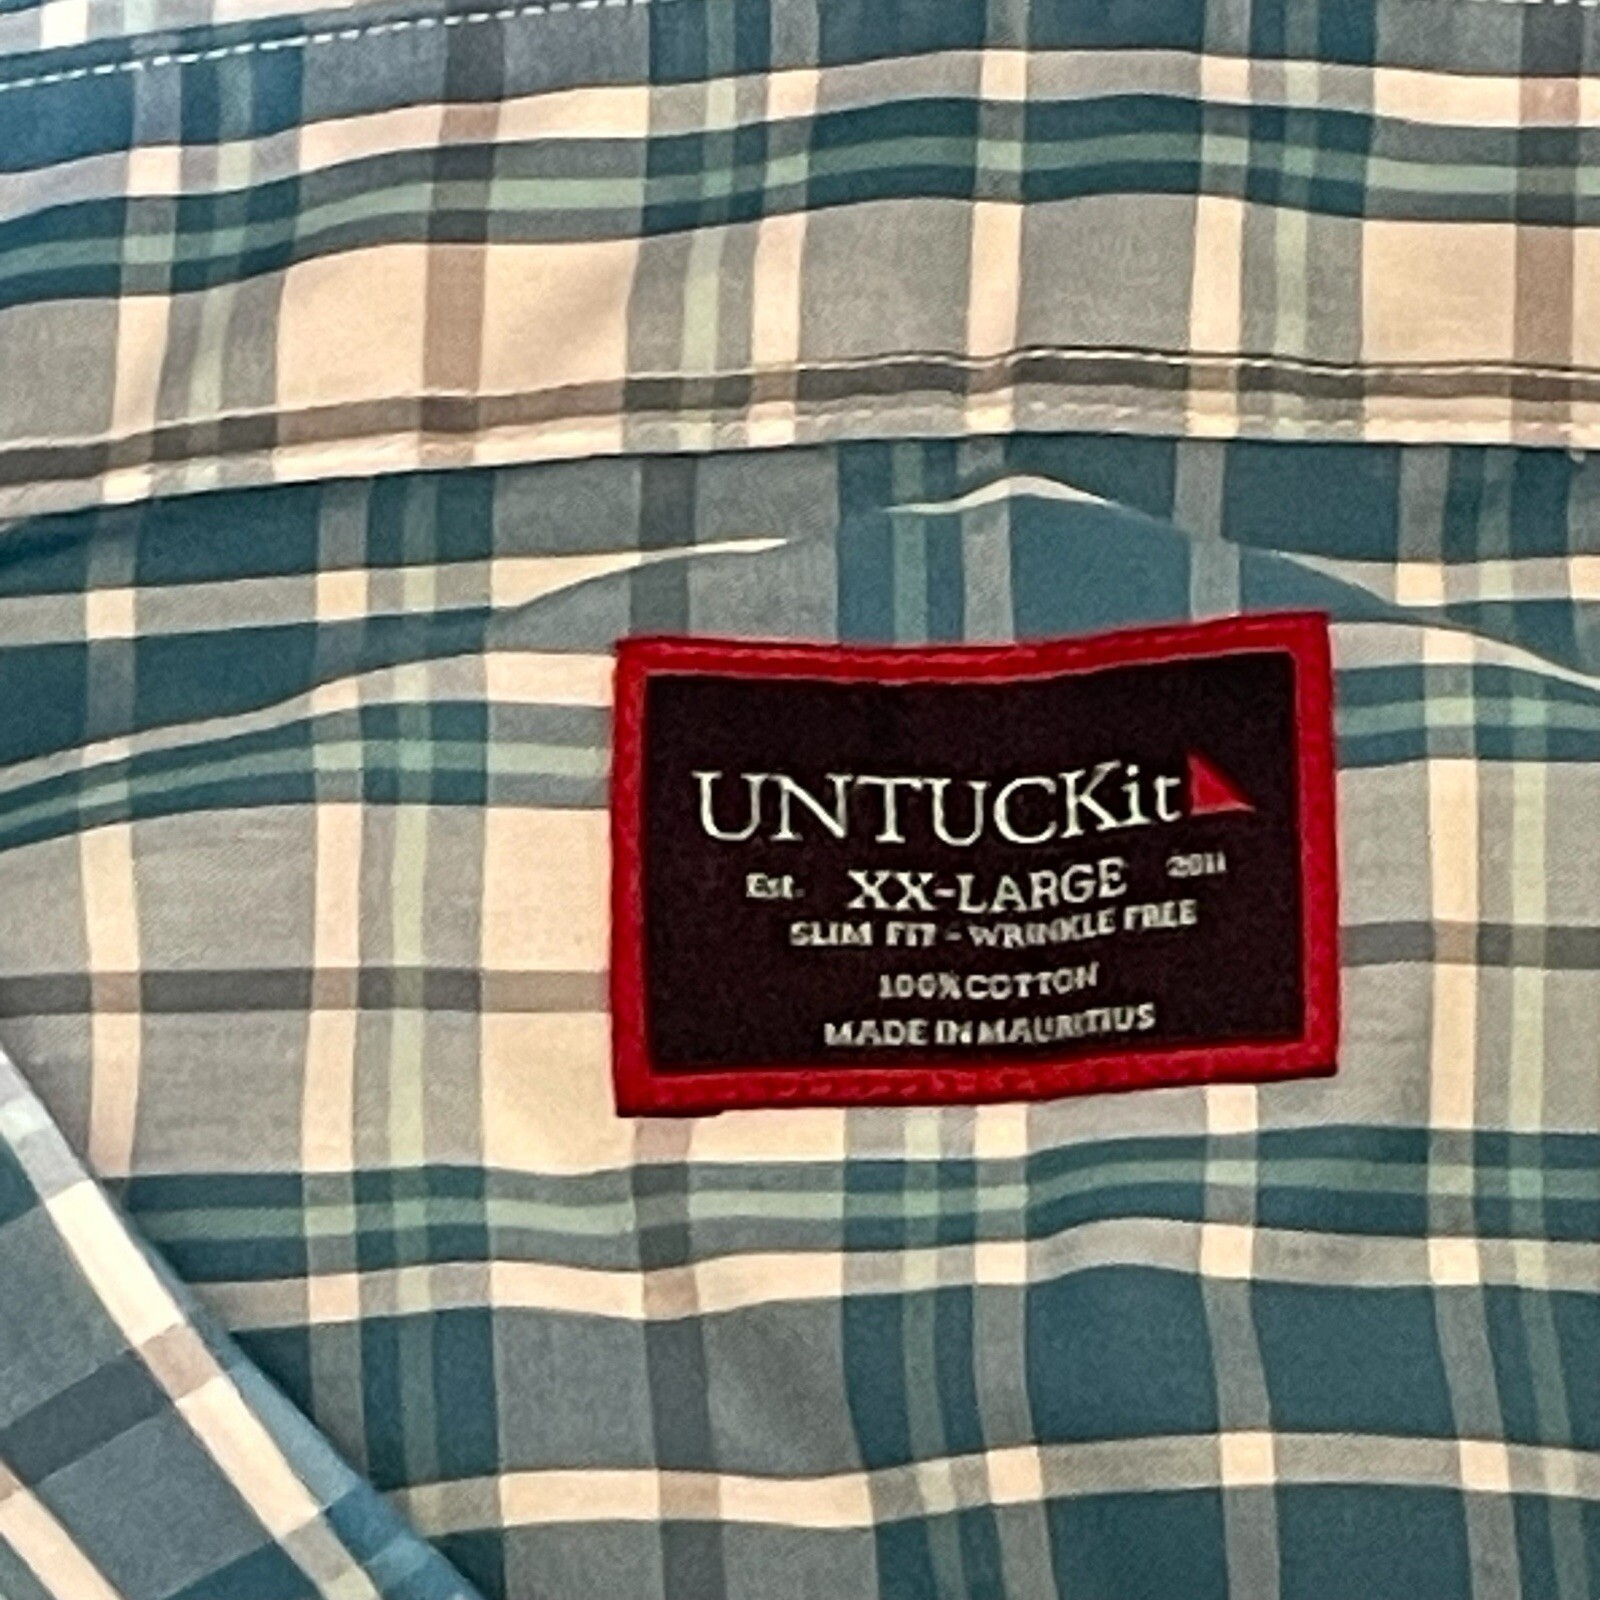 UNTUCKit
Est. XX-LARGE 2011
SLIM FIT - WRINKLE FREE
100% COTTON
MADE IN MAURITIUS